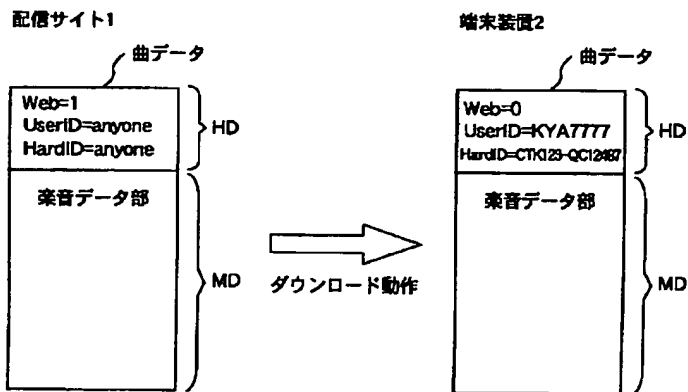 配信サイト1
曲データ
Web=1
UserID=anyone
HardID=anyone
HD
楽音データ部
MD
ダウンロード動作
端末装置2
曲データ
Web=0
UserID=KYA7777
HardID=CTK123-QC12487
HD
楽音データ部
MD